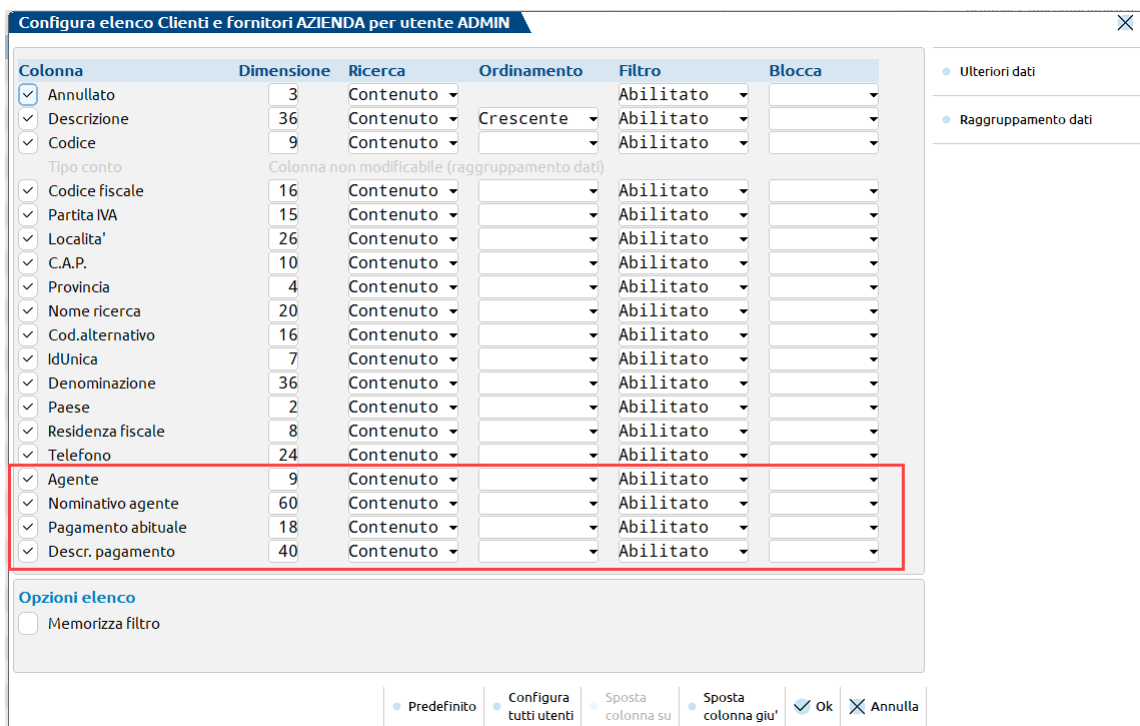 Configura elenco Clienti e fornitori AZIENDA per utente ADMIN
Colonna Dimensione Ricerca Ordinamento Filtro Blocca
Annullato 3 Contenuto Abilitato
Descrizione 36 Contenuto Crescente Abilitato
Codice 9 Contenuto Abilitato
Tipo conto Colonna non modificabile (raggruppamento dati)
Codice fiscale 16 Contenuto Abilitato
Partita IVA 15 Contenuto Abilitato
Localita' 26 Contenuto Abilitato
C.A.P. 10 Contenuto Abilitato
Provincia 4 Contenuto Abilitato
Nome ricerca 20 Contenuto Abilitato
Cod.alternativo 16 Contenuto Abilitato
IdUnica 7 Contenuto Abilitato
Denominazione 36 Contenuto Abilitato
Paese 2 Contenuto Abilitato
Residenza fiscale 8 Contenuto Abilitato
Telefono 24 Contenuto Abilitato
Agente 9 Contenuto Abilitato
Nominativo agente 60 Contenuto Abilitato
Pagamento abituale 18 Contenuto Abilitato
Descr. pagamento 40 Contenuto Abilitato
Opzioni elenco
Memorizza filtro
Ulteriori dati
Raggruppamento dati
Predefinito
Configura
tutti utenti
Sposta
colonna su
Sposta
colonna giu'
Ok
Annulla